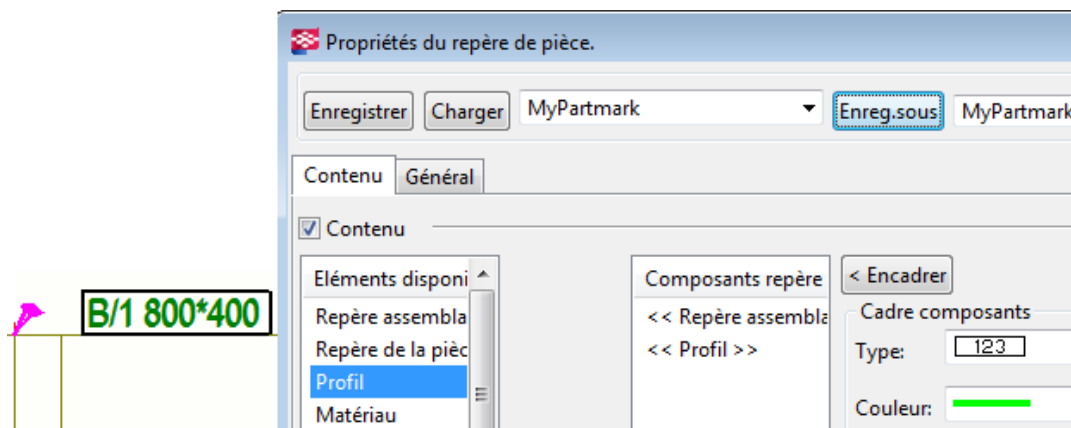 Propriétés du repère de pièce.
Enregistrer Charger MyPartmark Enreg.sous MyPartmark
Contenu Général
Contenu
Eléments disponi Composants repère < Encadrer
Repère assembla << Repère assembla Cadre composants
Repère de la pièc << Profil >> Type: 123
Profil
Matériau Couleur:
B/1 800*400